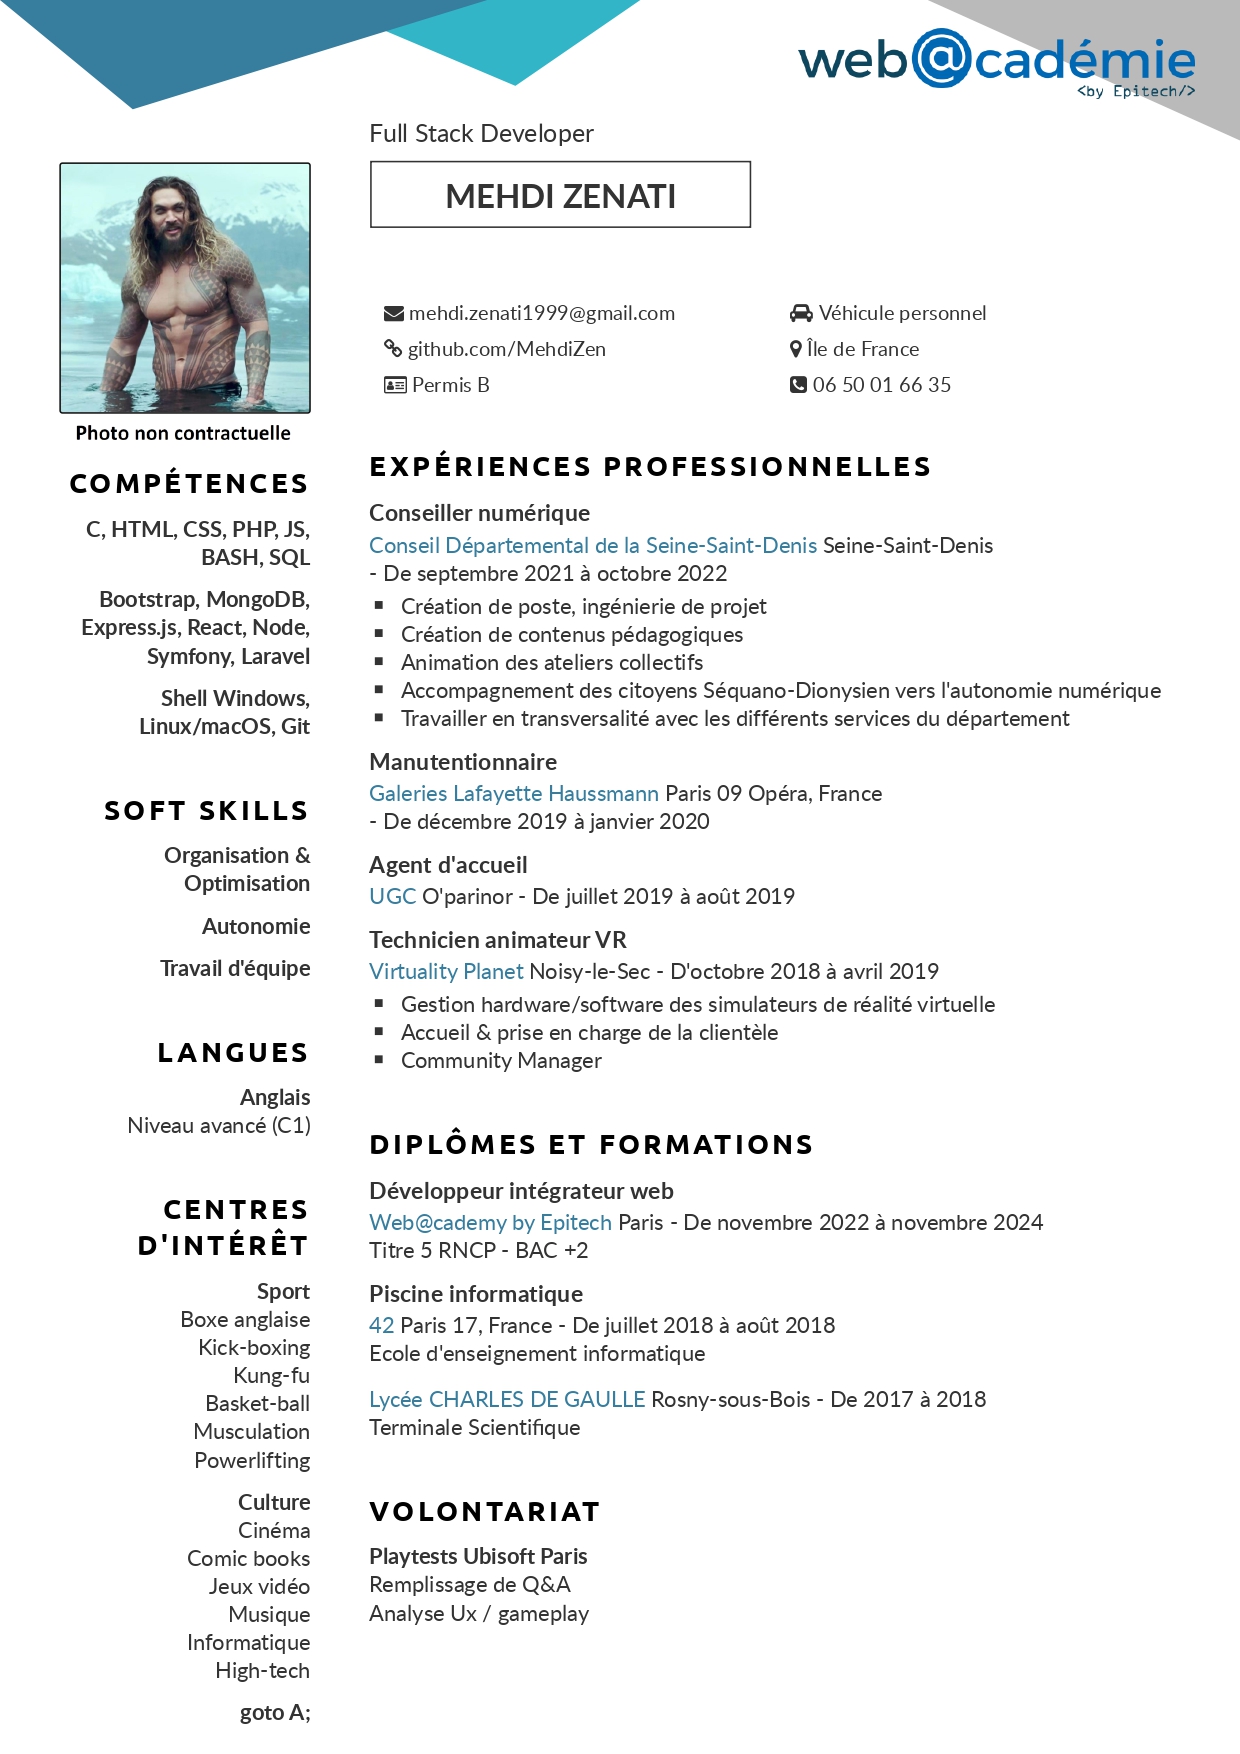 web@cadémie
<by Epitech/>
Full Stack Developer
MEHDI ZENATI
mehdi.zenati1999@gmail.com
github.com/MehdiZen
Permis B
Véhicule personnel
Île de France
06 50 01 66 35
Photo non contractuelle
COMPÉTENCES
C, HTML, CSS, PHP, JS,
BASH, SQL
Bootstrap, MongoDB,
Express.js, React, Node,
Symfony, Laravel
Shell Windows,
Linux/macOS, Git
SOFT SKILLS
Organisation &
Optimisation
Autonomie
Travail d'équipe
LANGUES
Anglais
Niveau avancé (C1)
CENTRES
D'INTÉRÊT
Sport
Boxe anglaise
Kick-boxing
Kung-fu
Basket-ball
Musculation
Powerlifting
Culture
Cinéma
Comic books
Jeux vidéo
Musique
Informatique
High-tech
goto A;
EXPÉRIENCES PROFESSIONNELLES
Conseiller numérique
Conseil Départemental de la Seine-Saint-Denis Seine-Saint-Denis
- De septembre 2021 à octobre 2022
▪ Création de poste, ingénierie de projet
▪ Création de contenus pédagogiques
▪ Animation des ateliers collectifs
▪ Accompagnement des citoyens Séquano-Dionysien vers l'autonomie numérique
▪ Travailler en transversalité avec les différents services du département
Manutentionnaire
Galeries Lafayette Haussmann Paris 09 Opéra, France
- De décembre 2019 à janvier 2020
Agent d'accueil
UGC O'parinor - De juillet 2019 à août 2019
Technicien animateur VR
Virtuality Planet Noisy-le-Sec - D'octobre 2018 à avril 2019
▪ Gestion hardware/software des simulateurs de réalité virtuelle
▪ Accueil & prise en charge de la clientèle
▪ Community Manager
DIPLÔMES ET FORMATIONS
Développeur intégrateur web
Web@cademy by Epitech Paris - De novembre 2022 à novembre 2024
Titre 5 RNCP - BAC +2
Piscine informatique
42 Paris 17, France - De juillet 2018 à août 2018
Ecole d'enseignement informatique
Lycée CHARLES DE GAULLE Rosny-sous-Bois - De 2017 à 2018
Terminale Scientifique
VOLONTARIAT
Playtests Ubisoft Paris
Remplissage de Q&A
Analyse Ux / gameplay